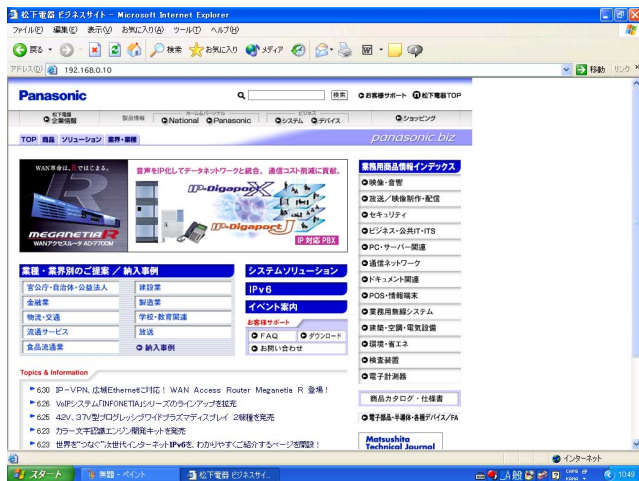 松下電器 ビジネスサイト - Microsoft Internet Explorer
ファイル(F) 編集(E) 表示(V) お気に入り(A) ツール(T) ヘルプ(H)
戻る 検索 お気に入り メディア
アドレス(D) 192.168.0.10 移動 リンク
Panasonic 検索 お客様サポート 松下電器TOP
松下電器 企業情報 製品情報 ホーム&パーソナル National Panasonic ビジネス システム デバイス ショッピング
TOP 商品 ソリューション 業界・業種 panasonic.biz
WAN革命は、ではじまる。
MEGANETIA R
WANアクセスルータ AD-7700M
音声をIP化してデータネットワークと統合、通信コスト削減に貢献。
IP-Digaport X
IP-Digaport J
IP対応 PBX
業種・業界別のご提案 / 納入事例
官公庁・自治体・公益法人 建設業
金融業 製造業
物流・交通 学校・教育関連
流通サービス 放送
食品流通業 納入事例
システムソリューション
IPv6
イベント案内
お客様サポート
FAQ ダウンロード
お問い合わせ
業務用商品情報インデックス
映像・音響
放送／映像制作・配信
セキュリティ
ビジネス・公共IT・ITS
PC・サーバー関連
通信ネットワーク
ドキュメント関連
POS・情報端末
業務用無線システム
建築・空調・電気設備
環境・省エネ
検査装置
電子計測器
商品カタログ・仕様書
電子部品・半導体・各種デバイス/FA
Matsushita Technical Journal
Topics & Information
630 IP-VPN、広域Ethernetに対応！ WAN Access Router Meganetia R 登場！
626 VoIPシステム「INFONETIA」シリーズのラインアップを拡充
625 42V、37V型プログレッシブワイドプラズマディスプレイ 2機種を発売
623 カラー文字認識エンジン開発キットを発売
623 世界を"つなぐ"次世代インターネットIPv6を、わかりやすくご紹介するページを開設！
インターネット
スタート 無題 - ペイント 松下電器 ビジネスサイ... A 般 CAPS KANA 10:49